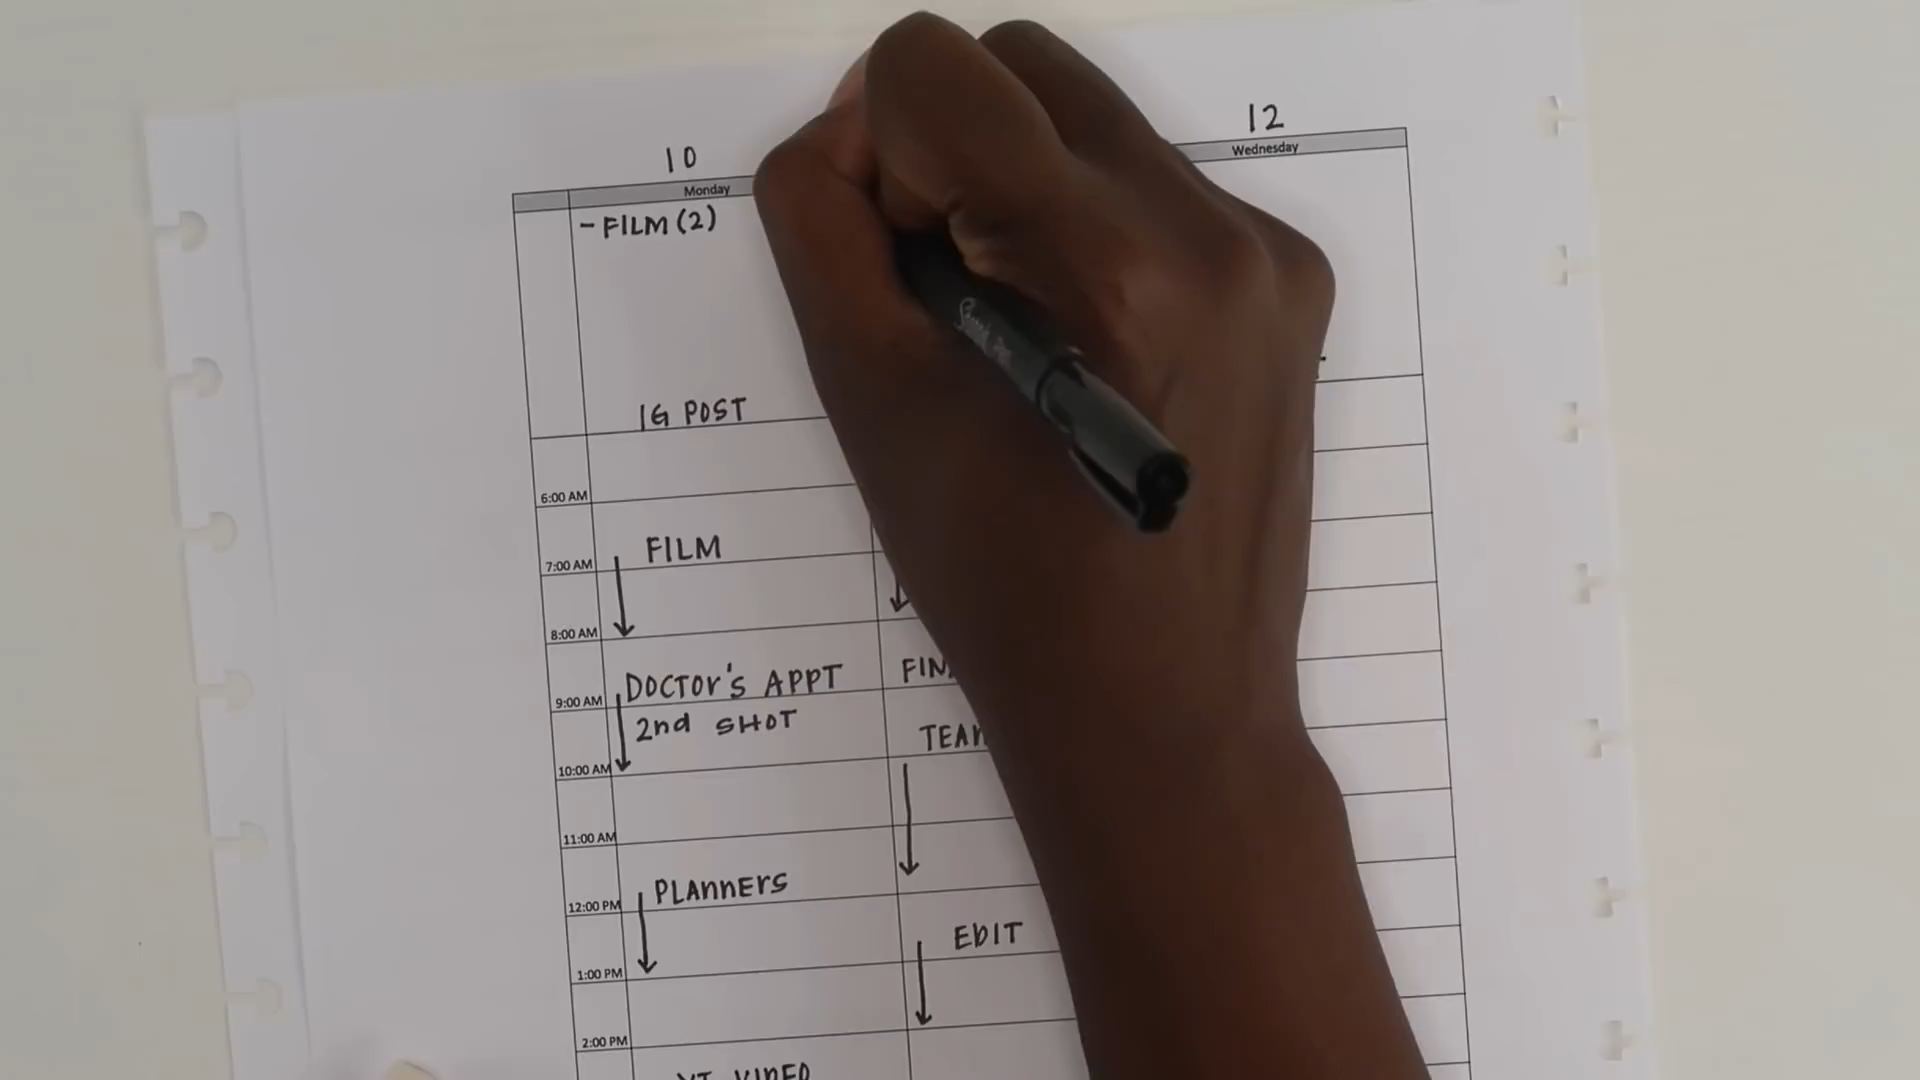 10
12
Monday
Wednesday
- FILM (2)
IG POST
6:00 AM
FILM
7:00 AM
8:00 AM
DOCTOr's APPT
9:00 AM
2nd SHOT
10:00 AM
11:00 AM
PLAnnErs
12:00 PM
EDIT
1:00 PM
2:00 PM
YT VIDEO